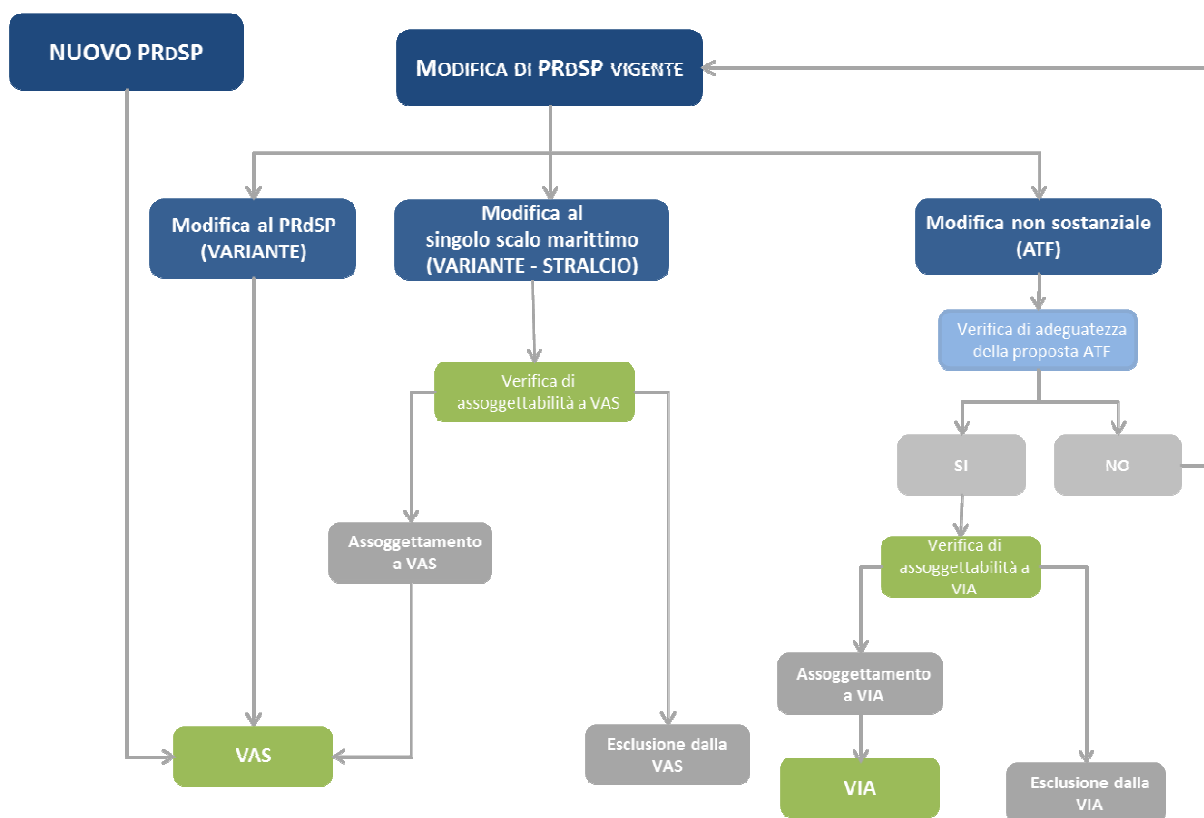 NUOVO PRDSP
MODIFICA DI PRDSP VIGENTE
Modifica al PRdSP
(VARIANTE)
Modifica al
singolo scalo marittimo
(VARIANTE - STRALCIO)
Modifica non sostanziale
(ATF)
Verifica di adeguatezza
della proposta ATF
Verifica di
assoggettabilità a VAS
SI
NO
Assoggettamento
a VAS
Verifica di
assoggettabilità a
VIA
Assoggettamento
a VIA
VAS
Esclusione dalla
VAS
VIA
Esclusione dalla
VIA